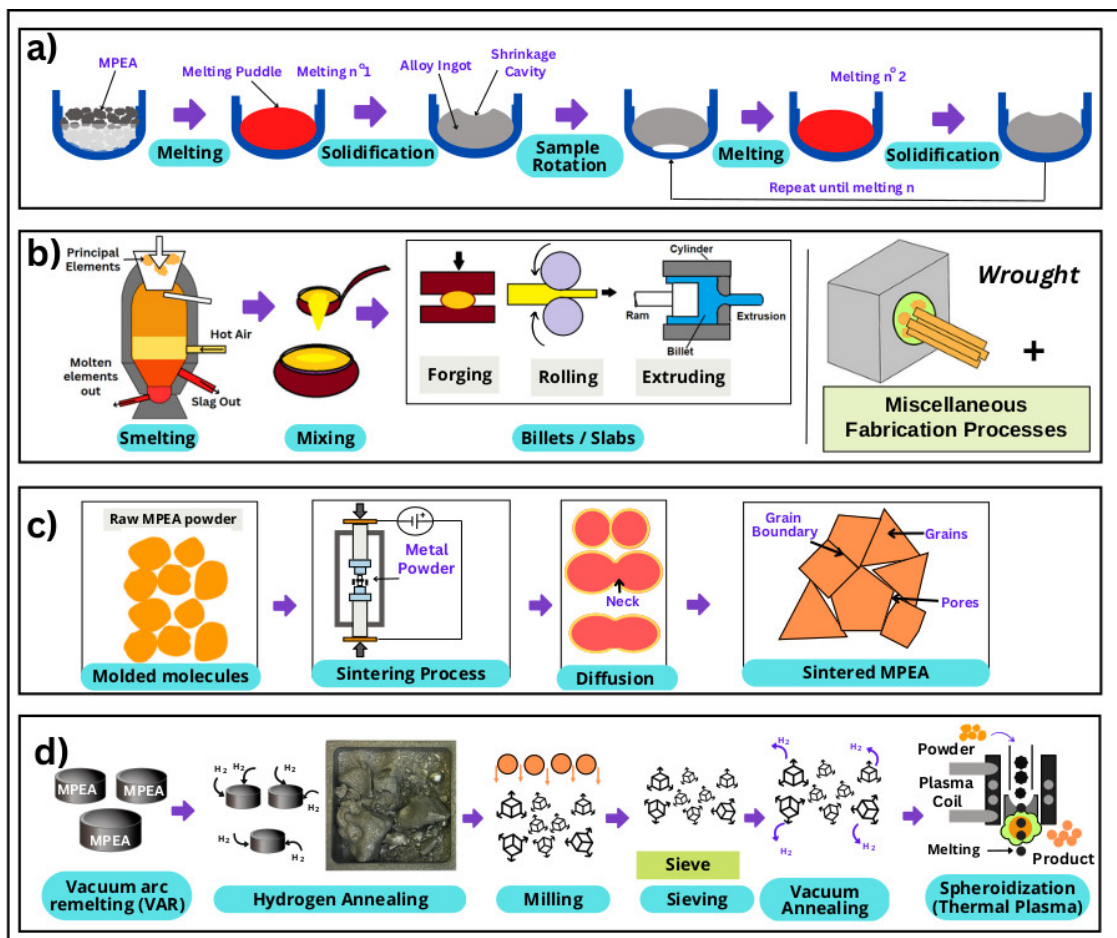 a)
MPEA
Melting Puddle
Melting nº1
Alloy Ingot
Shrinkage
Cavity
Melting nº 2
Melting
Solidification
Sample
Rotation
Melting
Solidification
Repeat until melting n
b)
Principal
Elements
Hot Air
Molten
elements
out
Slag Out
Smelting
Mixing
Forging
Rolling
Cylinder
Ram
Extrusion
Billet
Extruding
Billets / Slabs
Wrought
+
Miscellaneous
Fabrication Processes
c)
Raw MPEA powder
Molded molecules
Metal
Powder
Sintering Process
Neck
Diffusion
Grain
Boundary
Grains
Pores
Sintered MPEA
d)
MPEA
MPEA
MPEA
Vacuum arc
remelting (VAR)
H2
H2
H2
H2
H2
H2
Hydrogen Annealing
Milling
Sieve
Sieving
H2
H2
H2
H2
Vacuum
Annealing
Powder
Plasma
Coil
Melting
Product
Spheroidization
(Thermal Plasma)